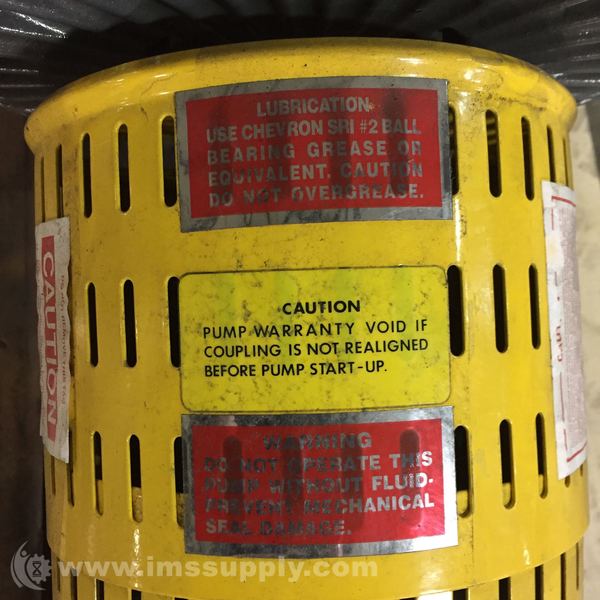 LUBRICATION
USE CHEVRON SRI #2 BALL
BEARING GREASE OR
EQUIVALENT. CAUTION
DO NOT OVERGREASE.
CAUTION
PUMP WARRANTY VOID IF
COUPLING IS NOT REALIGNED
BEFORE PUMP START-UP.
WARNING
DO NOT OPERATE THIS
PUMP WITHOUT FLUID-
PREVENT MECHANICAL
SEAL DAMAGE.
CAUTION
www.imssupply.com